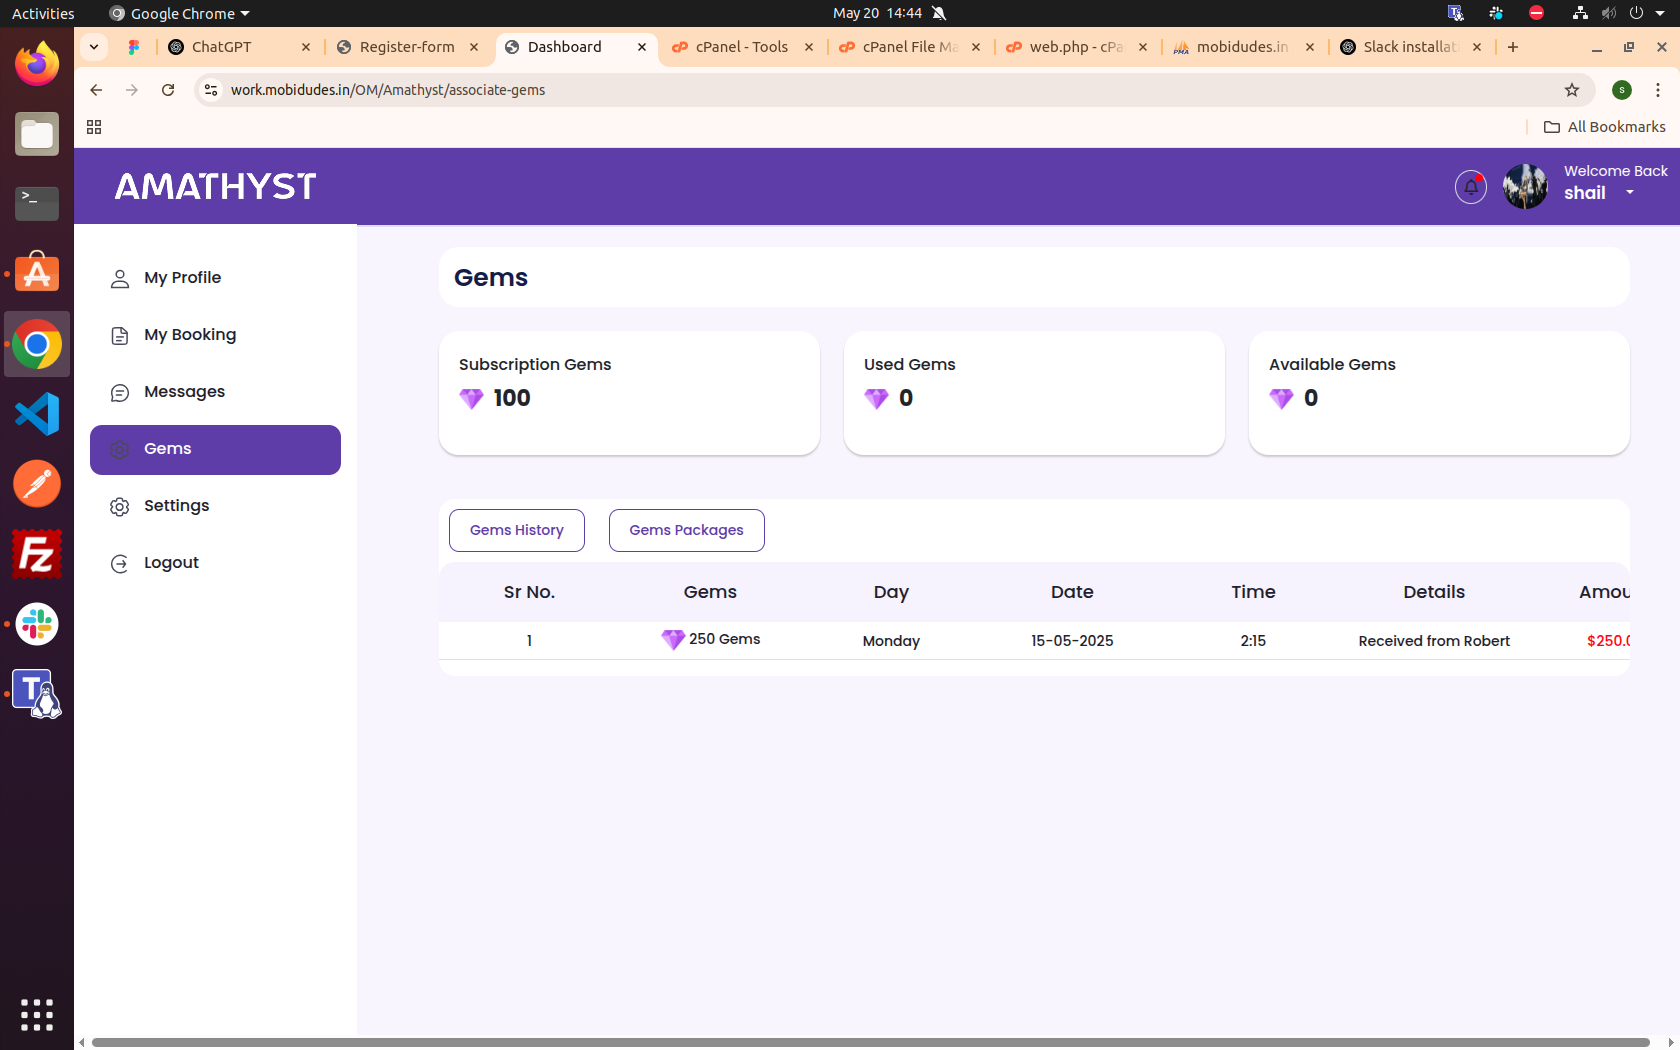 Activities
Google Chrome
May 20 14:44
ChatGPT
Register-form
Dashboard
cPanel - Tools
cPanel File Ma
web.php - cPa
mobidudes.in
Slack installat
work.mobidudes.in/OM/Amathyst/associate-gems
S
All Bookmarks
AMATHYST
Welcome Back
shail
My Profile
My Booking
Messages
Gems
Settings
Logout
Gems
Subscription Gems
100
Used Gems
0
Available Gems
0
Gems History
Gems Packages
Sr No. Gems Day Date Time Details Amou
1 250 Gems Monday 15-05-2025 2:15 Received from Robert $250.0